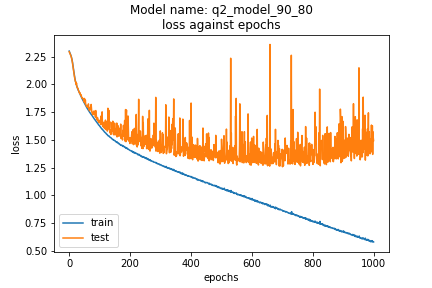 Model name: q2_model_90_80
loss against epochs
2.25
2.00
1.75
1.50
1.25
1.00
0.75
0.50
loss
train
test
0 200 400 600 800 1000
epochs